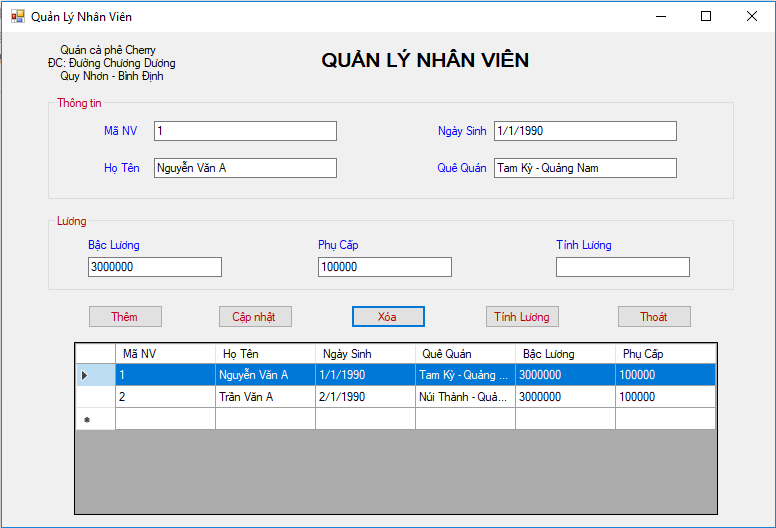 Quản Lý Nhân Viên
Quán cà phê Cherry
ĐC: Đường Chương Dương
Quy Nhơn - Bình Định
QUẢN LÝ NHÂN VIÊN
Thông tin
Mã NV 1 Ngày Sinh 1/1/1990
Họ Tên Nguyễn Văn A Quê Quán Tam Kỳ - Quảng Nam
Lương
Bậc Lương Phụ Cấp Tính Lương
3000000 100000
Thêm Cập nhật Xóa Tính Lương Thoát
Mã NV Họ Tên Ngày Sinh Quê Quán Bậc Lương Phụ Cấp
1 Nguyễn Văn A 1/1/1990 Tam Kỳ - Quảng ... 3000000 100000
2 Trần Văn A 2/1/1990 Núi Thành - Quả... 3000000 100000